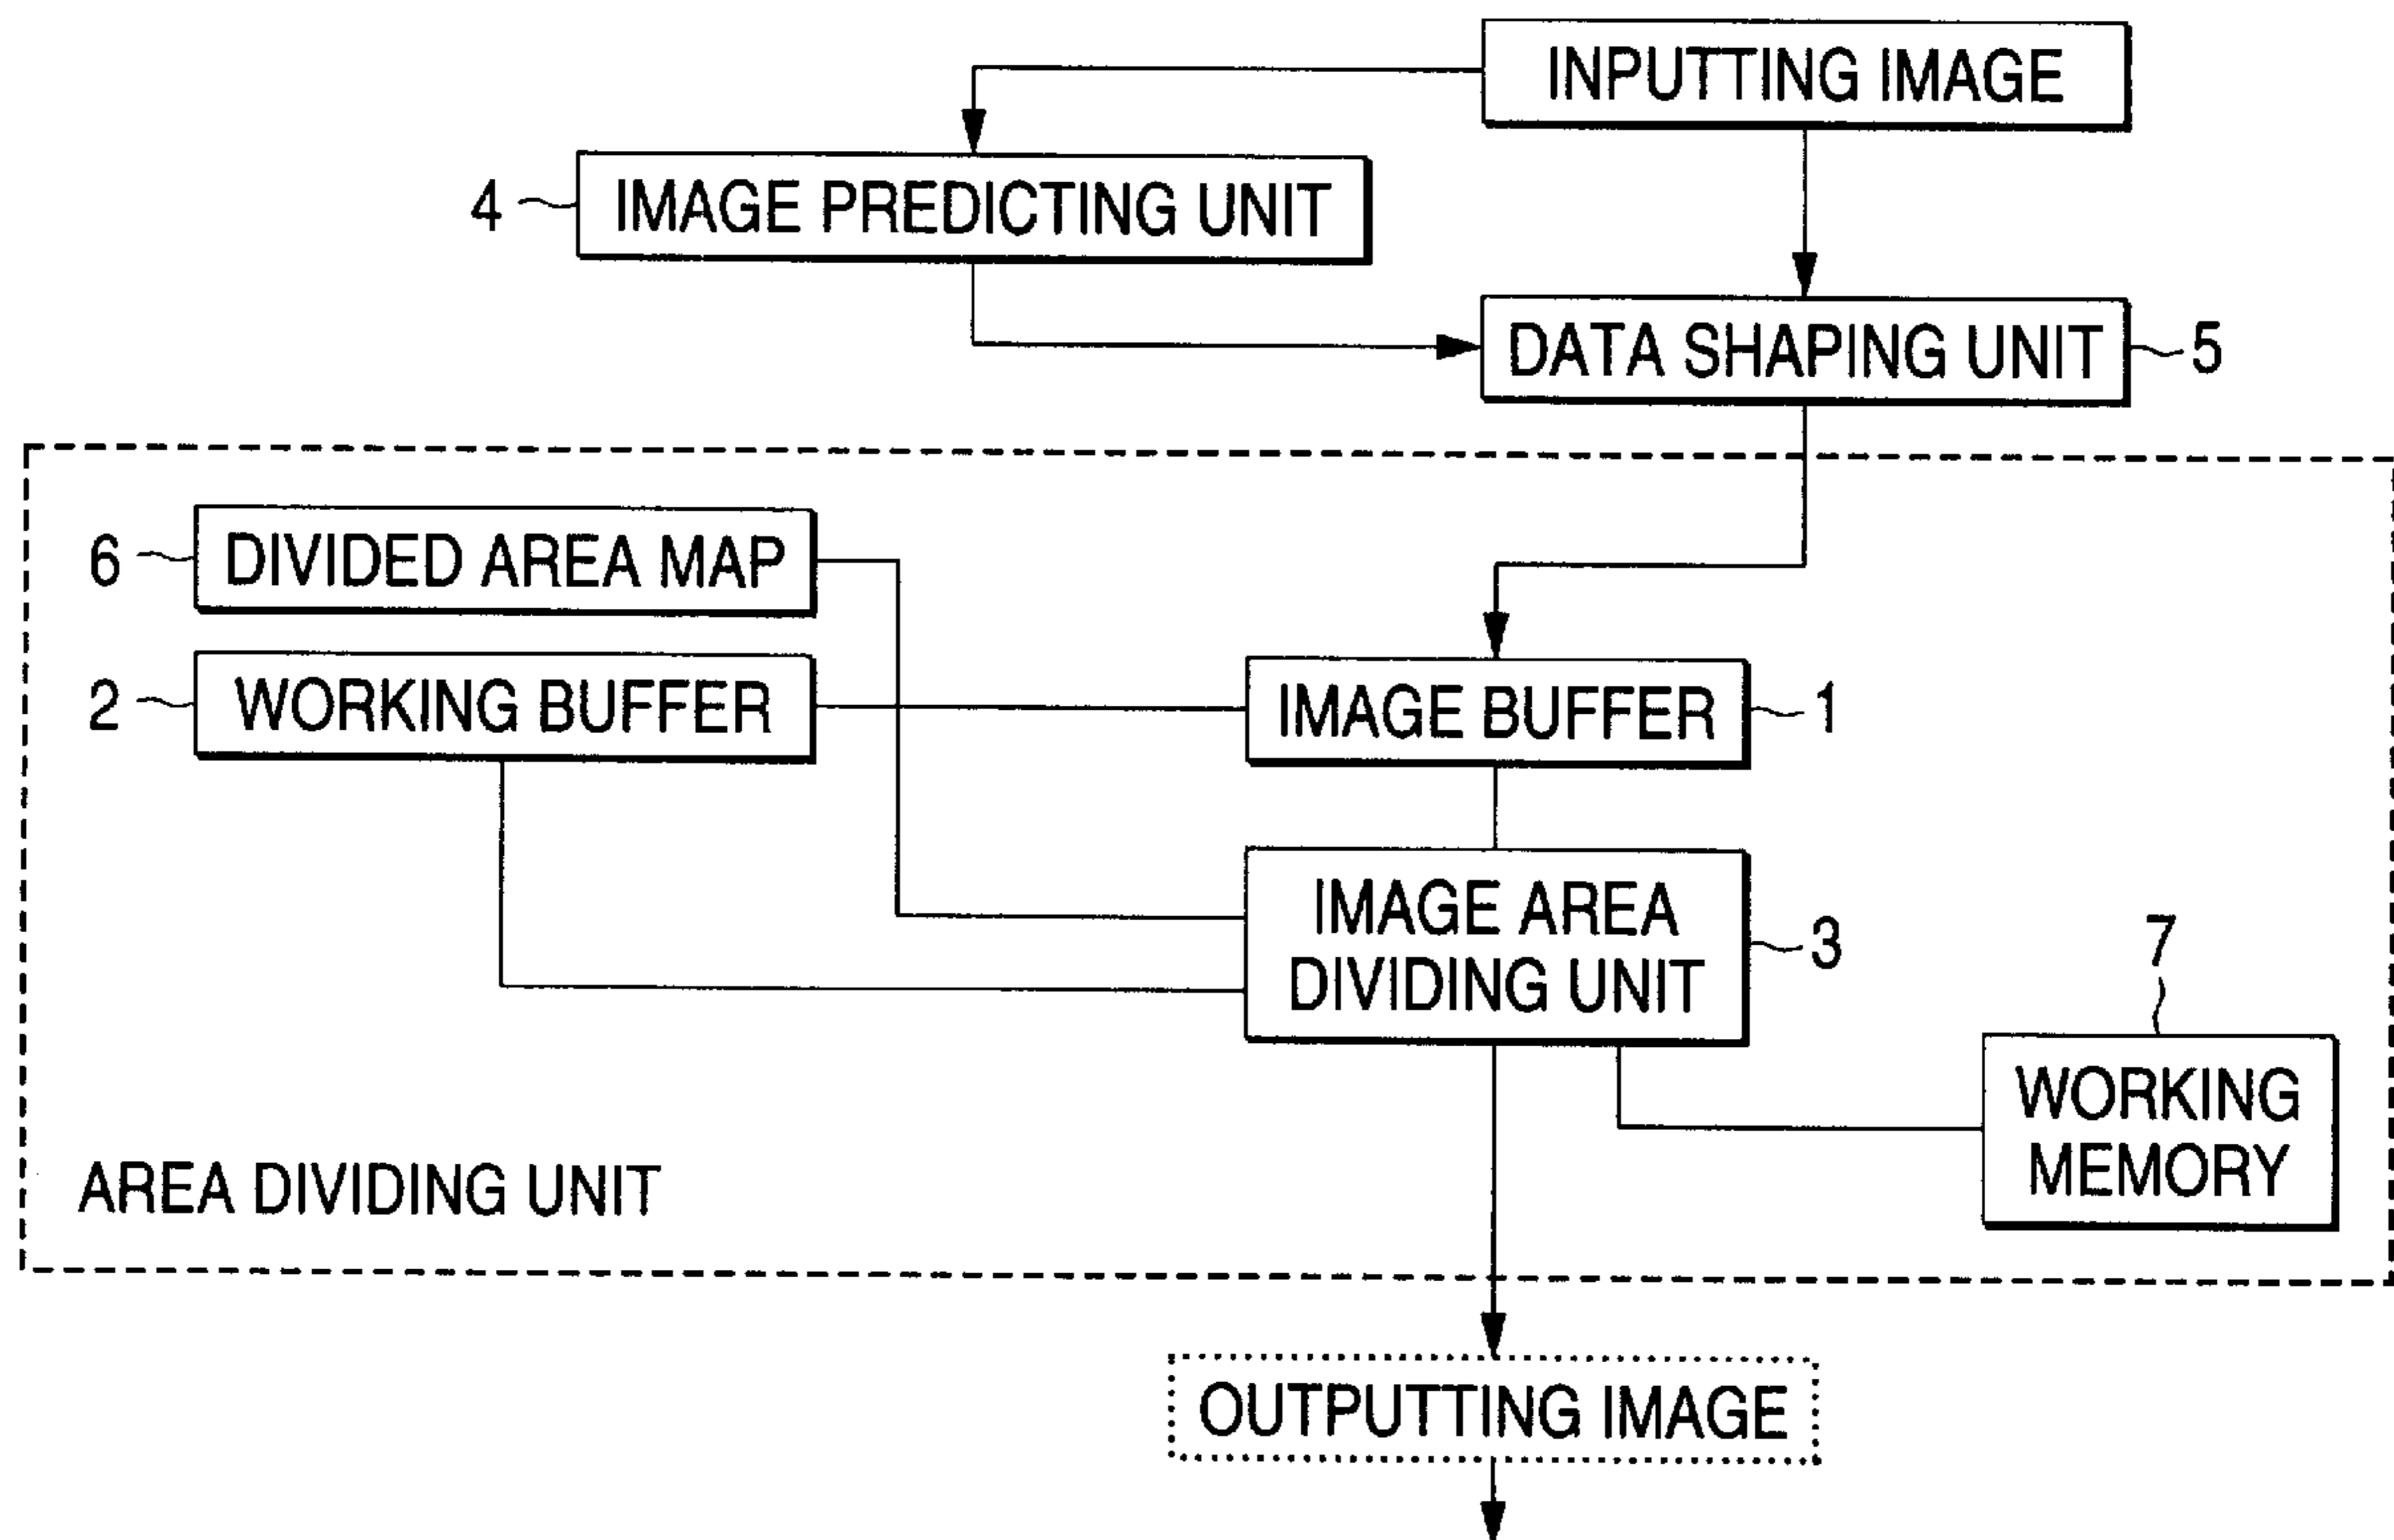 INPUTTING IMAGE
4 IMAGE PREDICTING UNIT
DATA SHAPING UNIT 5
6 DIVIDED AREA MAP
2 WORKING BUFFER
IMAGE BUFFER 1
IMAGE AREA
DIVIDING UNIT 3
7
WORKING
MEMORY
AREA DIVIDING UNIT
OUTPUTTING IMAGE